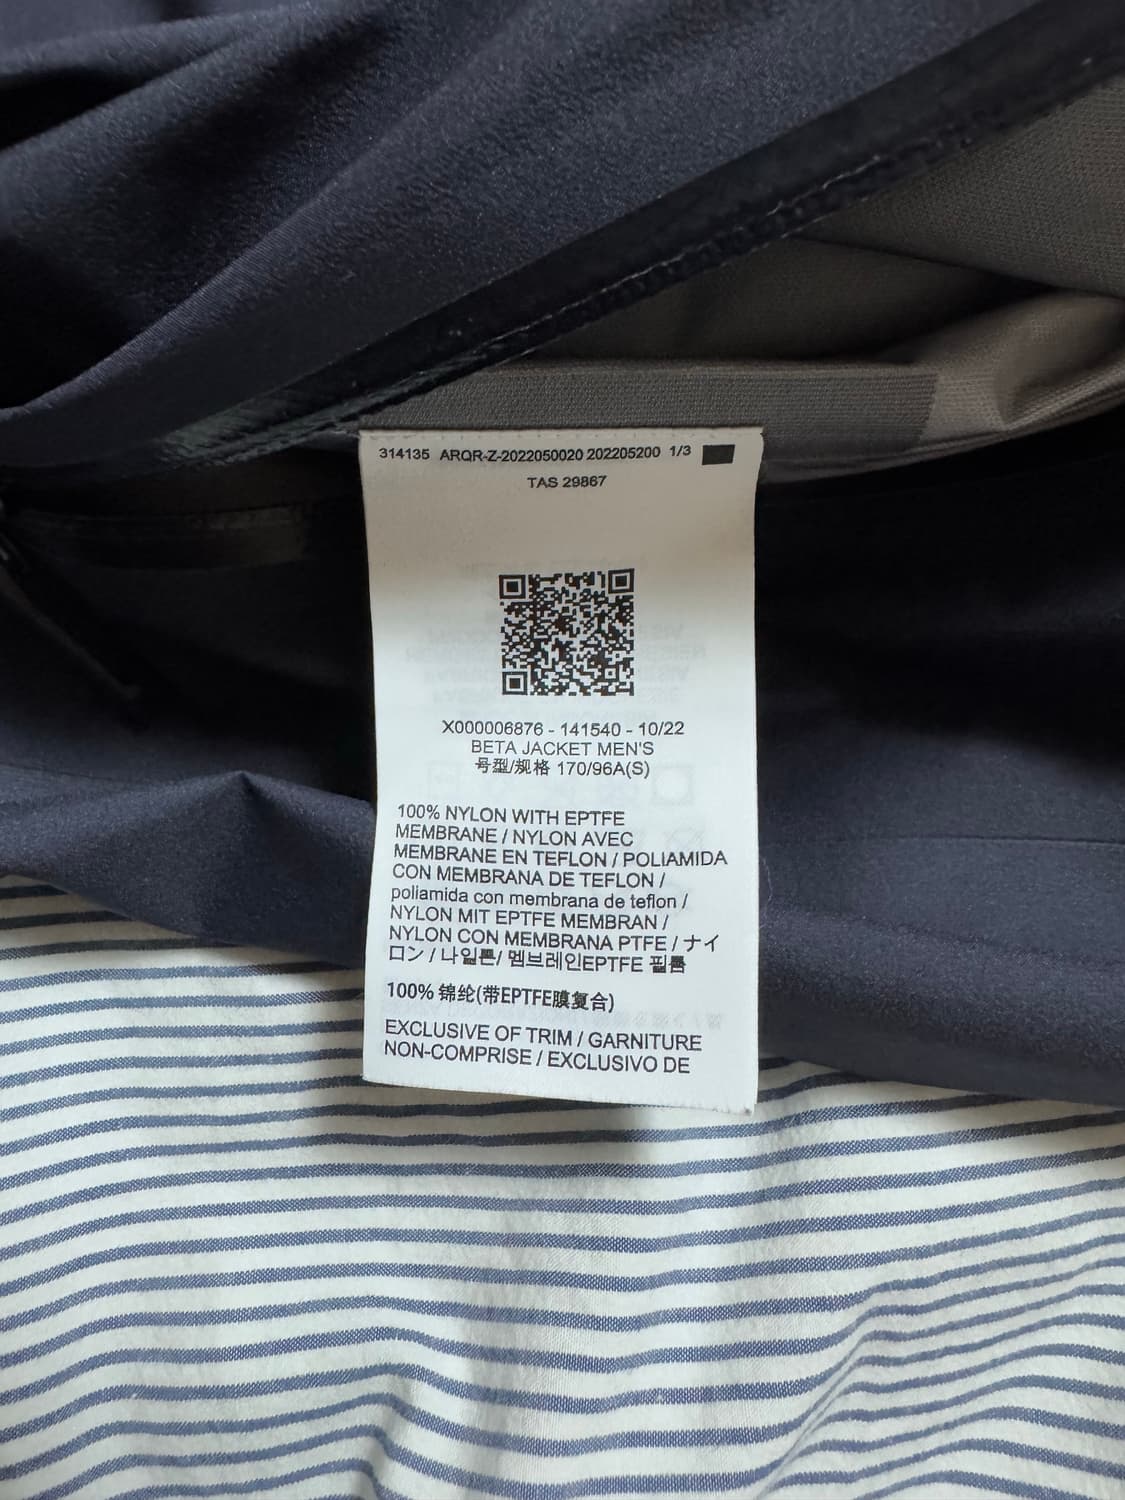 314135 ARQR-Z-2022050020 202205200 1/3
TAS 29867
X000006876 - 141540 - 10/22
BETA JACKET MEN'S
号型/规格 170/96A(S)
100% NYLON WITH EPTFE
MEMBRANE / NYLON AVEC
MEMBRANE EN TEFLON / POLIAMIDA
CON MEMBRANA DE TEFLON /
poliamida con membrana de teflon /
NYLON MIT EPTFE MEMBRAN /
NYLON CON MEMBRANA PTFE / ナイ
ロン / 나일론/ 멤브레인EPTFE 필름
100% 锦纶(带EPTFE膜复合)
EXCLUSIVE OF TRIM / GARNITURE
NON-COMPRISE / EXCLUSIVO DE